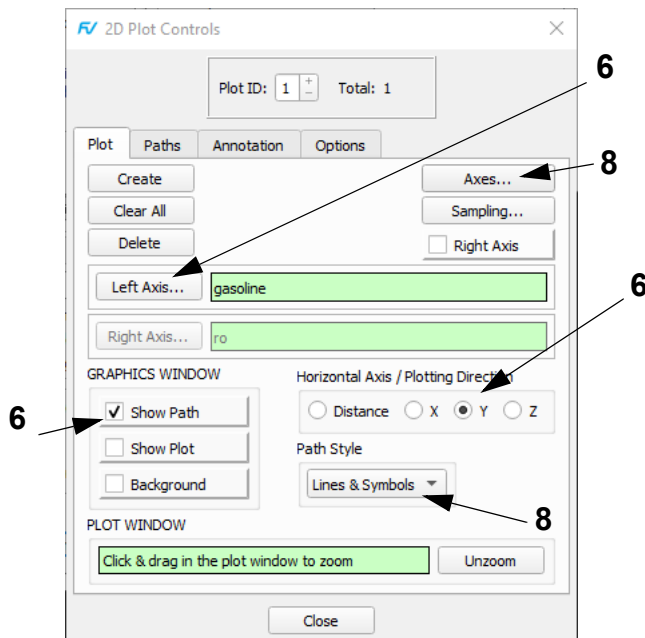 FV 2D Plot Controls
6
Plot ID: 1 Total: 1
Plot Paths Annotation Options
8
Create Axes...
Clear All Sampling...
Delete Right Axis
Left Axis... gasoline
6
Right Axis... ro
GRAPHICS WINDOW Horizontal Axis / Plotting Direction
6 Show Path Distance X Y Z
Show Plot Path Style
Background Lines & Symbols
8
PLOT WINDOW
Click & drag in the plot window to zoom Unzoom
Close